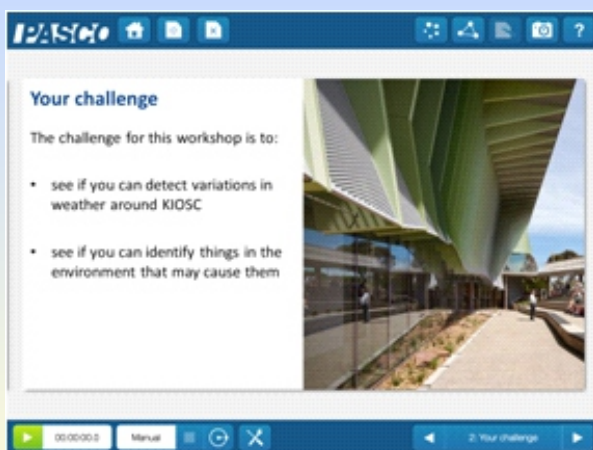 PASCO
?
Your challenge
The challenge for this workshop is to:
• see if you can detect variations in
weather around KIOSC
• see if you can identify things in the
environment that may cause them
00:00:00.0 Manual 2: Your challenge